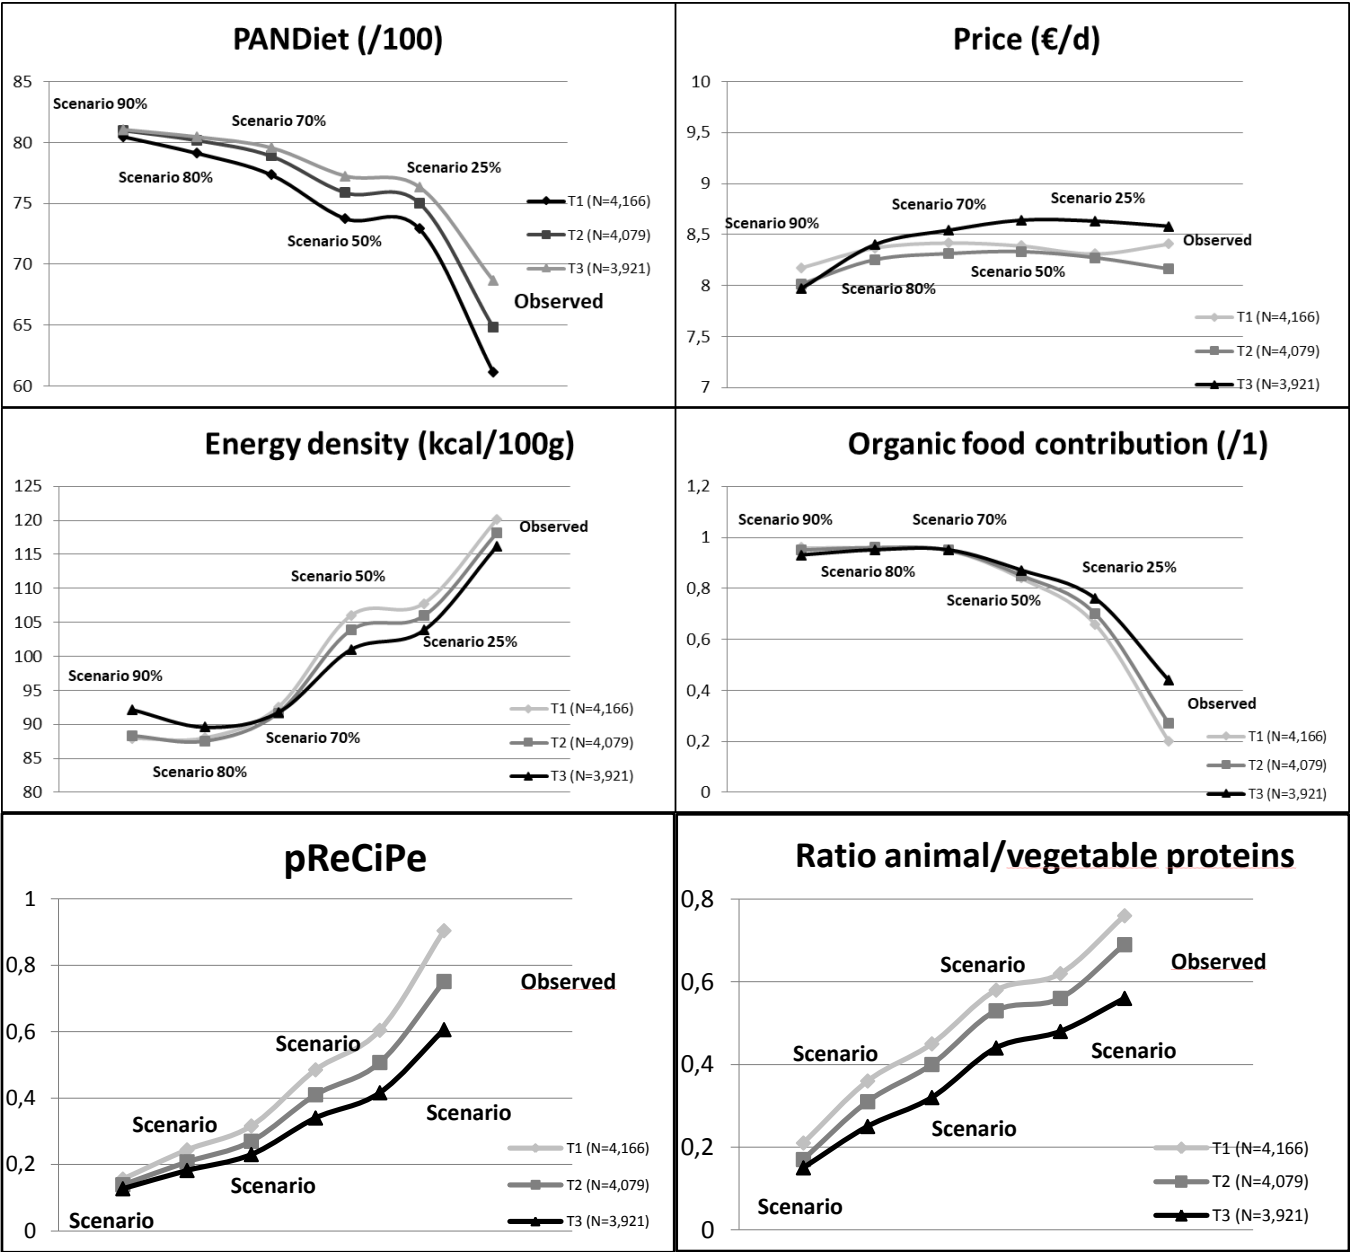 PANDiet (/100)
85
80
75
70
65
60
Scenario 90%
Scenario 80%
Scenario 70%
Scenario 50%
Scenario 25%
Observed
T1 (N=4,166)
T2 (N=4,079)
T3 (N=3,921)
Price (€/d)
10
9,5
9
8,5
8
7,5
7
Scenario 90%
Scenario 80%
Scenario 70%
Scenario 50%
Scenario 25%
Observed
T1 (N=4,166)
T2 (N=4,079)
T3 (N=3,921)
Energy density (kcal/100g)
125
120
115
110
105
100
95
90
85
80
Scenario 90%
Scenario 80%
Scenario 70%
Scenario 50%
Scenario 25%
Observed
T1 (N=4,166)
T2 (N=4,079)
T3 (N=3,921)
Organic food contribution (/1)
1,2
1
0,8
0,6
0,4
0,2
0
Scenario 90%
Scenario 80%
Scenario 70%
Scenario 50%
Scenario 25%
Observed
T1 (N=4,166)
T2 (N=4,079)
T3 (N=3,921)
pReCiPe
1
0,8
0,6
0,4
0,2
0
Scenario
Scenario
Scenario
Scenario
Scenario
Observed
T1 (N=4,166)
T2 (N=4,079)
T3 (N=3,921)
Ratio animal/vegetable proteins
0,8
0,6
0,4
0,2
0
Scenario
Scenario
Scenario
Scenario
Scenario
Observed
T1 (N=4,166)
T2 (N=4,079)
T3 (N=3,921)